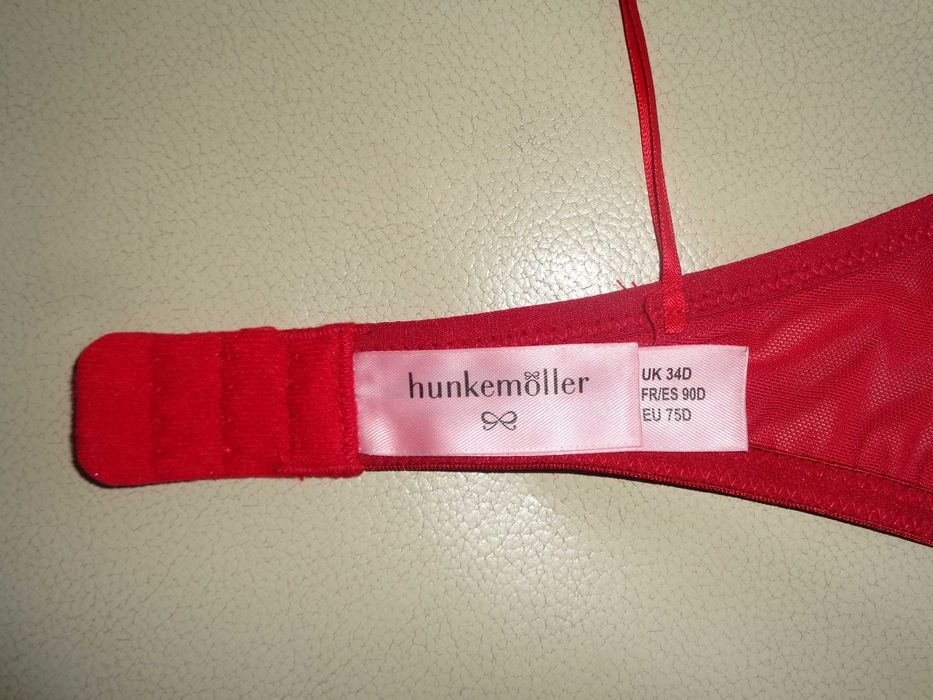 hunkemöller
UK 34D
FR/ES 90D
EU 75D